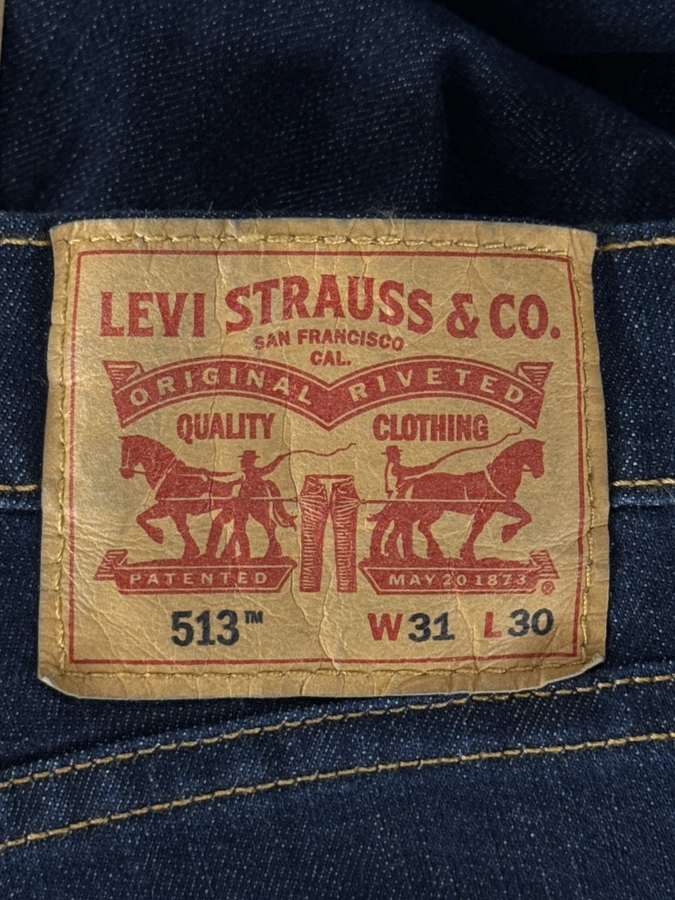 LEVI STRAUSS & CO.
SAN FRANCISCO
CAL.
ORIGINAL RIVETED
QUALITY CLOTHING
PATENTED MAY 20 1873 ®
513™ W31 L30